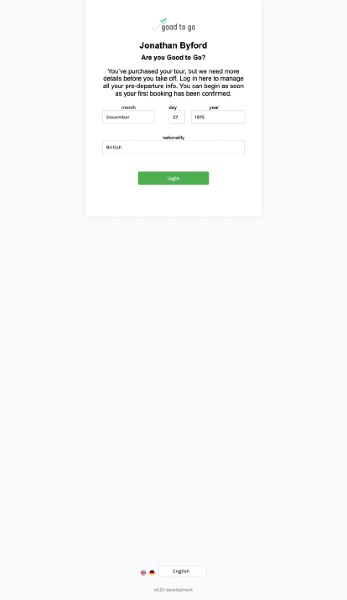 good to go
Jonathan Byford
Are you Good to Go?
You've purchased your tour, but we need more
details before you take off. Log in here to manage
all your pre-departure info. You can begin as soon
as your first booking has been confirmed.
month day year
December 27 1975
nationality
British
Login
English
v3.0.1-development